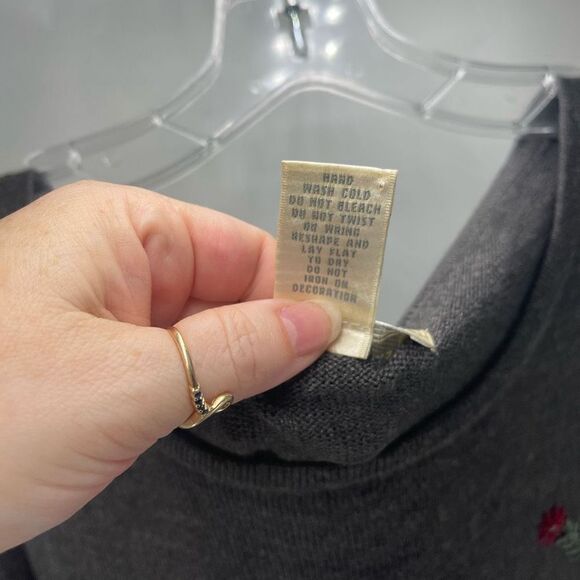 HAND
WASH COLD
DO NOT BLEACH
DO NOT TWIST
OR WRING
RESHAPE AND
LAY FLAT
TO DRY
DO NOT
IRON ON
DECORATION